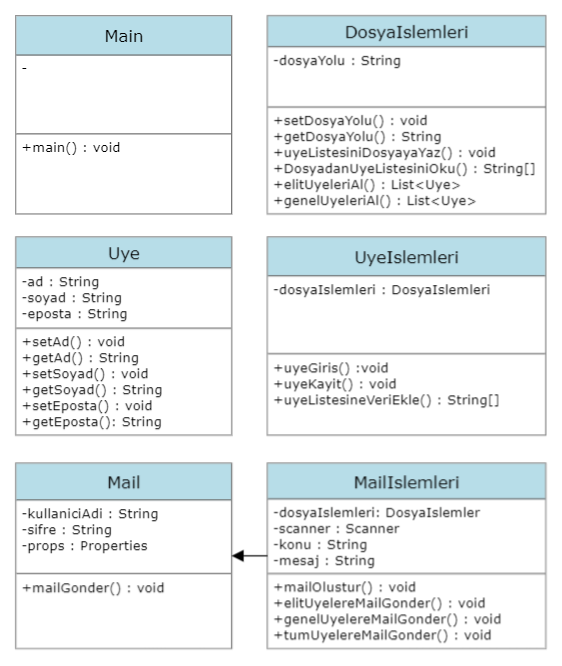 Main
-
+main() : void
DosyaIslemleri
-dosyaYolu : String
+setDosyaYolu() : void
+getDosyaYolu() : String
+uyeListesiniDosyayaYaz() : void
+DosyadanUyeListesiniOku() : String[]
+elitUyeleriAl() : List<Uye>
+genelUyeleriAl() : List<Uye>
Uye
-ad : String
-soyad : String
-eposta : String
+setAd() : void
+getAd() : String
+setSoyad() : void
+getSoyad() : String
+setEposta() : void
+getEposta(): String
UyeIslemleri
-dosyaIslemleri : DosyaIslemleri
+uyeGiris() :void
+uyeKayit() : void
+uyeListesineVeriEkle() : String[]
Mail
-kullaniciAdi : String
-sifre : String
-props : Properties
+mailGonder() : void
MailIslemleri
-dosyaIslemleri: DosyaIslemler
-scanner : Scanner
-konu : String
-mesaj : String
+mailOlustur() : void
+elitUyelereMailGonder() : void
+genelUyelereMailGonder() : void
+tumUyelereMailGonder() : void